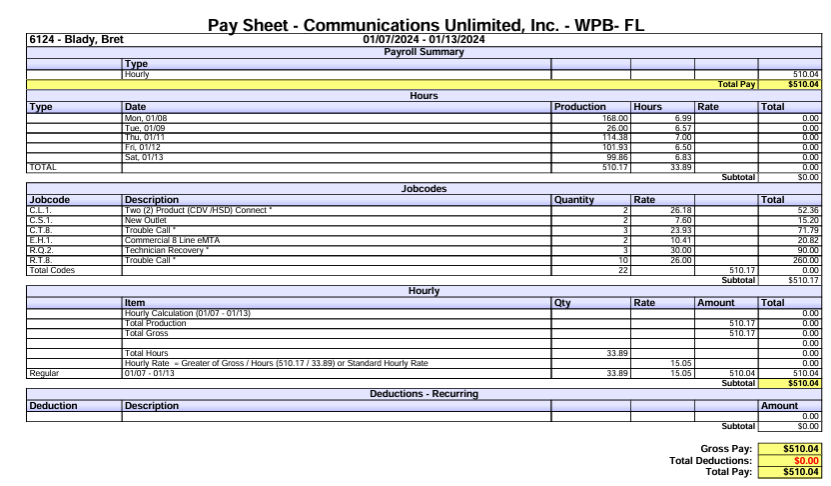 Pay Sheet - Communications Unlimited, Inc. - WPB- FL
6124 - Blady, Bret 01/07/2024 - 01/13/2024
Payroll Summary
Type
Hourly 510.04
Total Pay $510.04
Hours
Type Date Production Hours Rate Total
Mon, 01/08 168.00 6.99 0.00
Tue, 01/09 26.00 6.57 0.00
Thu, 01/11 114.38 7.00 0.00
Fri, 01/12 101.93 6.50 0.00
Sat, 01/13 99.86 6.83 0.00
TOTAL 510.17 33.89 0.00
Subtotal $0.00
Jobcodes
Jobcode Description Quantity Rate Total
C.L.1. Two (2) Product (CDV /HSD) Connect * 2 26.18 52.36
C.S.1. New Outlet 2 7.60 15.20
C.T.8. Trouble Call * 3 23.93 71.79
E.H.1. Commercial 8 Line eMTA 2 10.41 20.82
R.Q.2. Technician Recovery * 3 30.00 90.00
R.T.8. Trouble Call * 10 26.00 260.00
Total Codes 22 510.17 0.00
Subtotal $510.17
Hourly
Item Qty Rate Amount Total
Hourly Calculation (01/07 - 01/13) 0.00
Total Production 510.17 0.00
Total Gross 510.17 0.00
0.00
Total Hours 33.89 0.00
Hourly Rate = Greater of Gross / Hours (510.17 / 33.89) or Standard Hourly Rate 15.05 0.00
Regular 01/07 - 01/13 33.89 15.05 510.04 510.04
Subtotal $510.04
Deductions - Recurring
Deduction Description Amount
0.00
Subtotal $0.00
Gross Pay: $510.04
Total Deductions: $0.00
Total Pay: $510.04